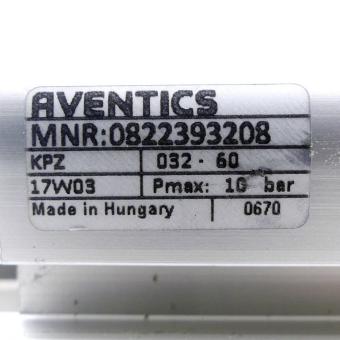 AVENTICS
MNR:0822393208
KPZ 032-60
17W03 Pmax: 10 bar
Made in Hungary 0670